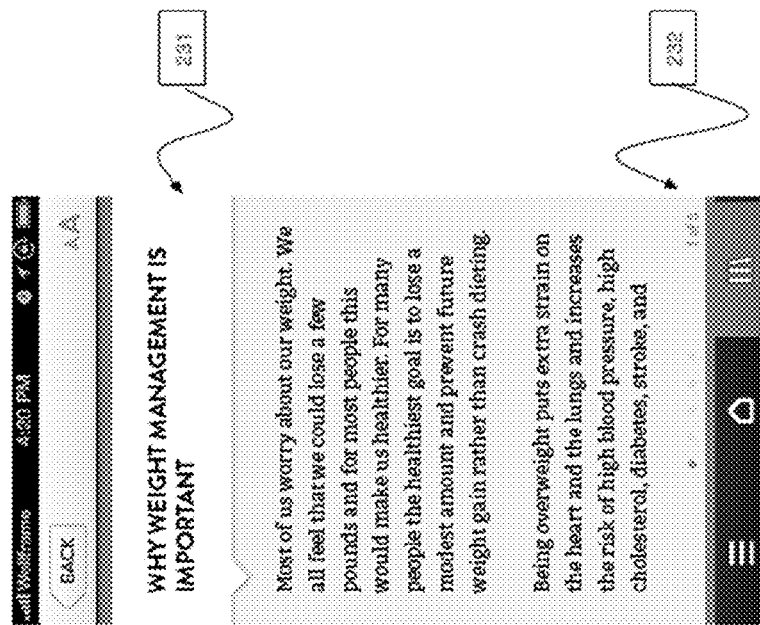 231
232
4:20 PM
BACK
AA
WHY WEIGHT MANAGEMENT IS
IMPORTANT
Most of us worry about our weight. We
all feel that we could lose a few
pounds and for most people this
would make us healthier. For many
people the healthiest goal is to lose a
modest amount and prevent future
weight gain rather than crash dieting.
Being overweight puts extra strain on
the heart and the lungs and increases
the risk of high blood pressure, high
cholesterol, diabetes, stroke, and